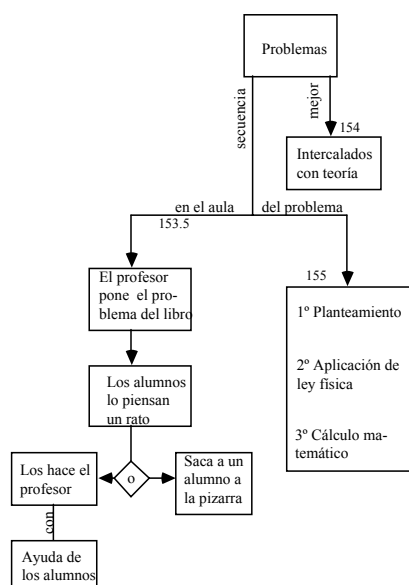 Problemas
secuencia
mejor
154
Intercalados
con teoría
en el aula
del problema
153.5
155
El profesor
pone el pro-
blema del libro
1º Planteamiento
2º Aplicación de
ley física
3º Cálculo ma-
temático
Los alumnos
lo piensan
un rato
Los hace el
profesor
o
Saca a un
alumno a
la pizarra
con
Ayuda de
los alumnos